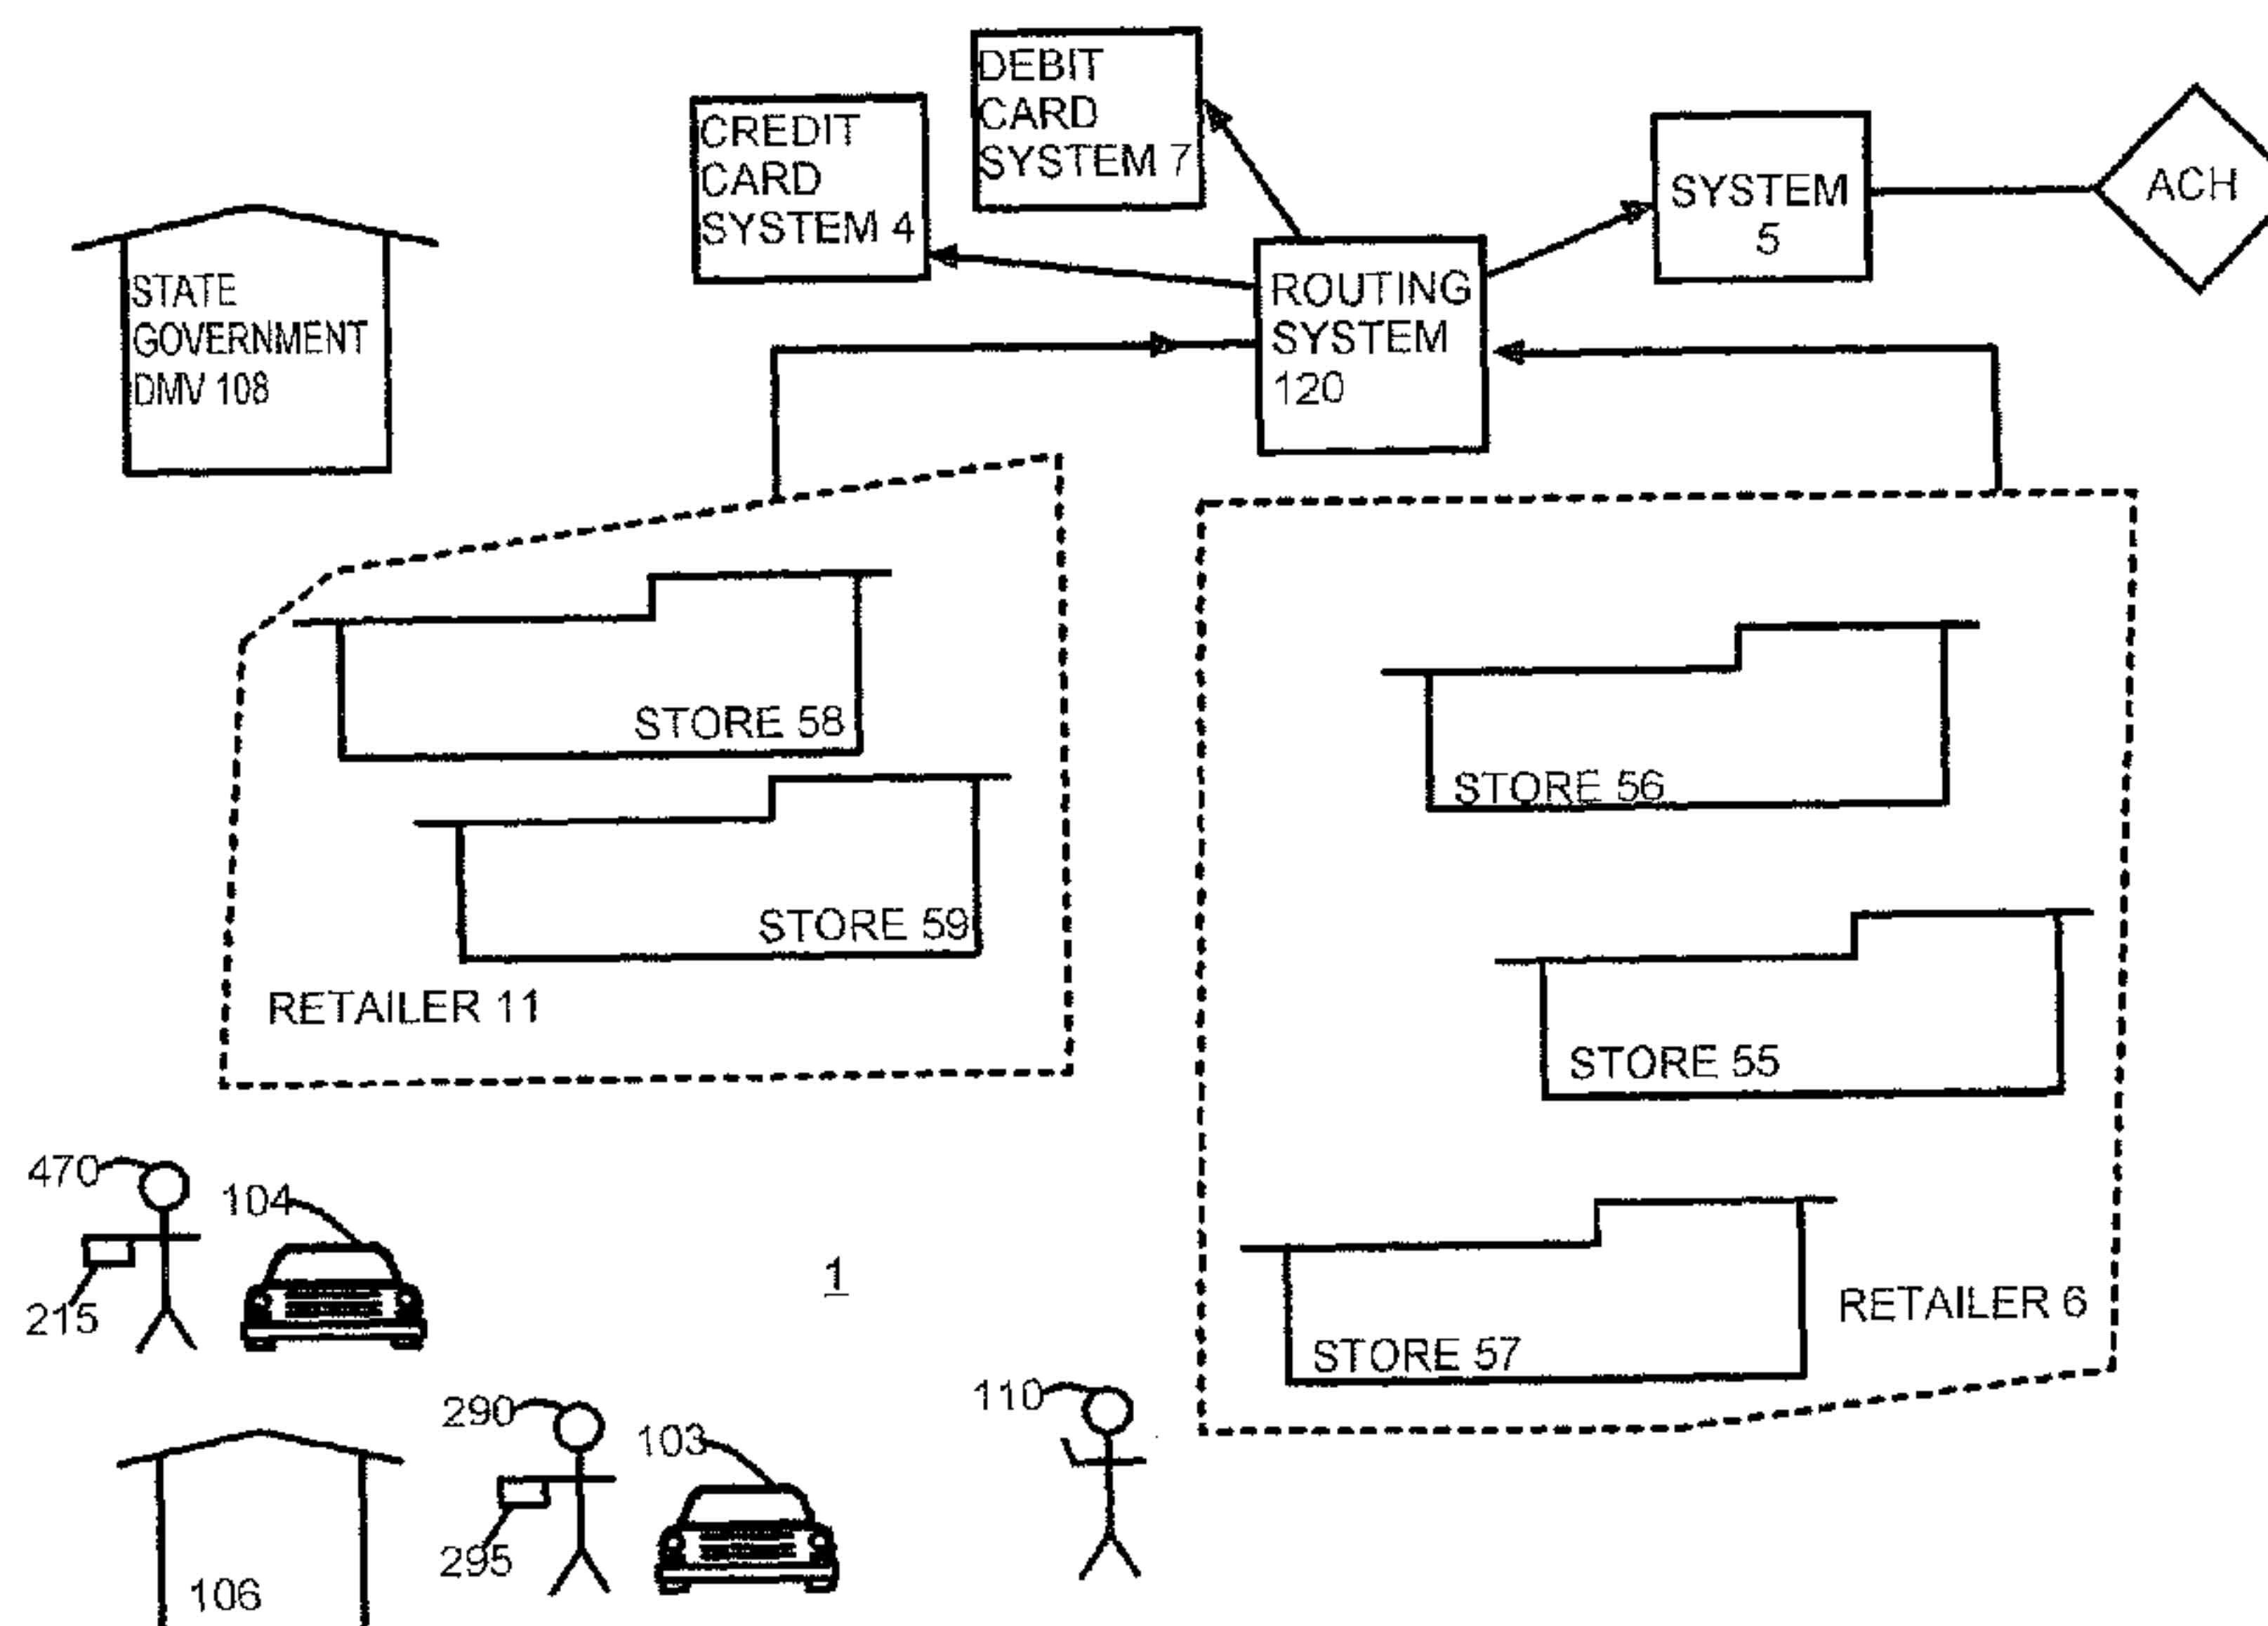 DEBIT
CARD
SYSTEM 7
CREDIT
CARD
SYSTEM 4
SYSTEM
5
ACH
STATE
GOVERNMENT
DMV 108
ROUTING
SYSTEM
120
STORE 58
STORE 59
RETAILER 11
STORE 56
STORE 55
STORE 57
RETAILER 6
470
104
215
1
290
103
295
110
106